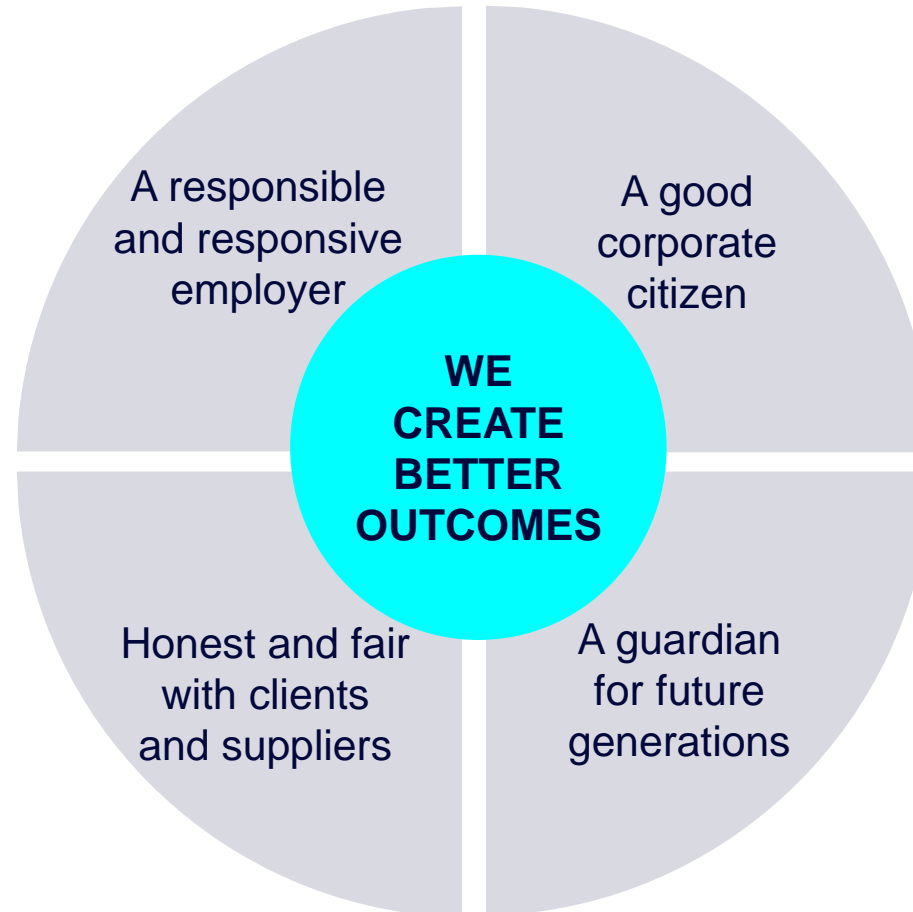 A responsible
and responsive
employer
A good
corporate
citizen
WE
CREATE
BETTER
OUTCOMES
Honest and fair
with clients
and suppliers
A guardian
for future
generations